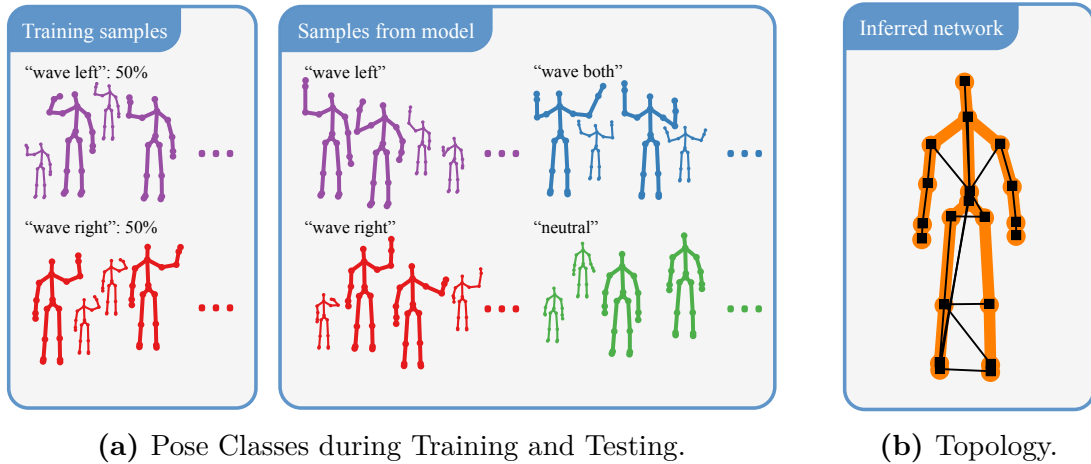 Training samples
Samples from model
Inferred network
“wave left”: 50%
“wave left”
“wave both”
“wave right”: 50%
“wave right”
“neutral”
(a) Pose Classes during Training and Testing.
(b) Topology.